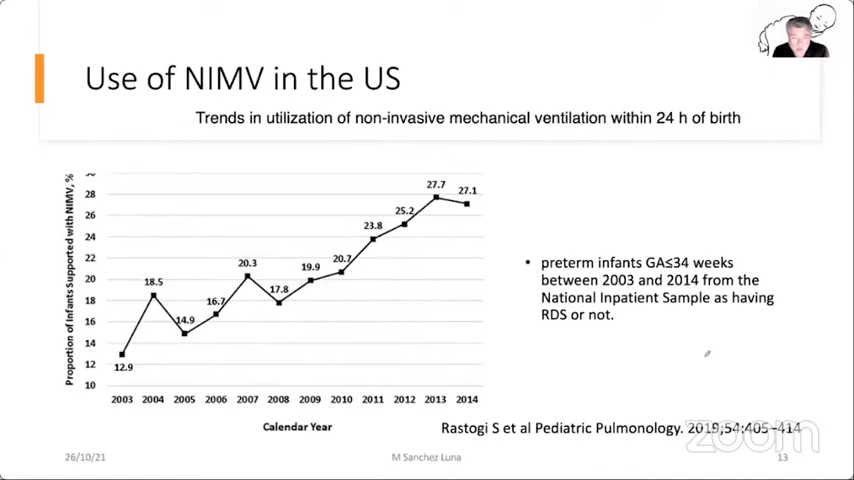 Use of NIMV in the US
Trends in utilization of non-invasive mechanical ventilation within 24 h of birth
Proportion of Infants Supported with NIMV, %
28
26
24
22
20
18
16
14
12
10
12.9
18.5
14.9
16.7
20.3
17.8
19.9
20.7
23.8
25.2
27.7
27.1
2003 2004 2005 2006 2007 2008 2009 2010 2011 2012 2013 2014
Calendar Year
• preterm infants GA≤34 weeks
between 2003 and 2014 from the
National Inpatient Sample as having
RDS or not.
Rastogi S et al Pediatric Pulmonology. 2019;54:405–414
zoom
26/10/21
M Sanchez Luna
13